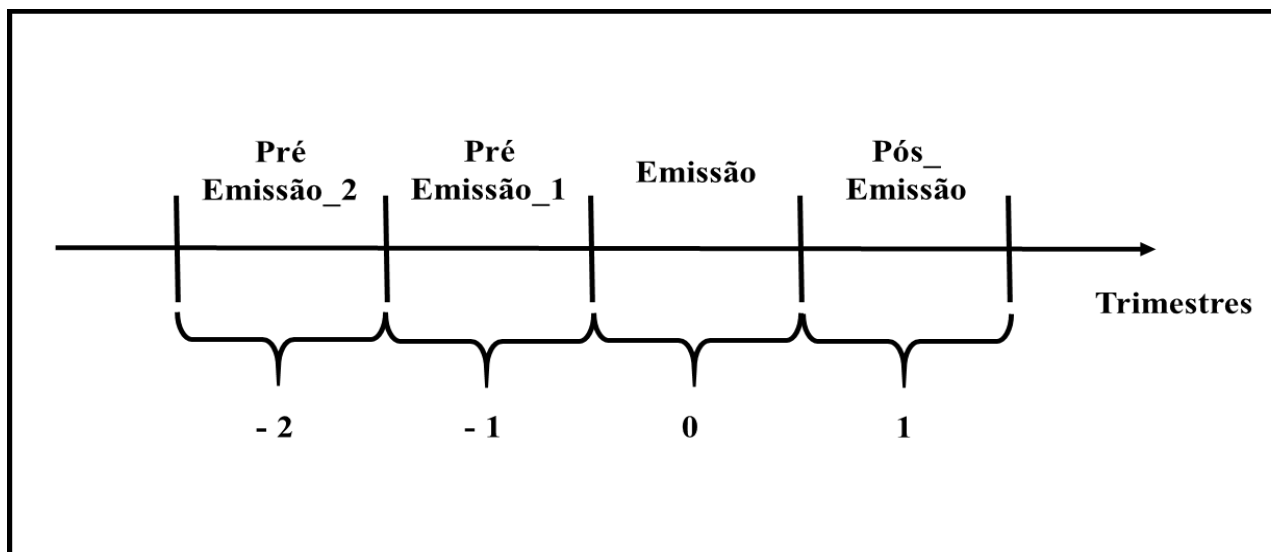 Pré
Emissão_2
Pré
Emissão_1
Emissão
Pós_
Emissão
Trimestres
- 2
- 1
0
1